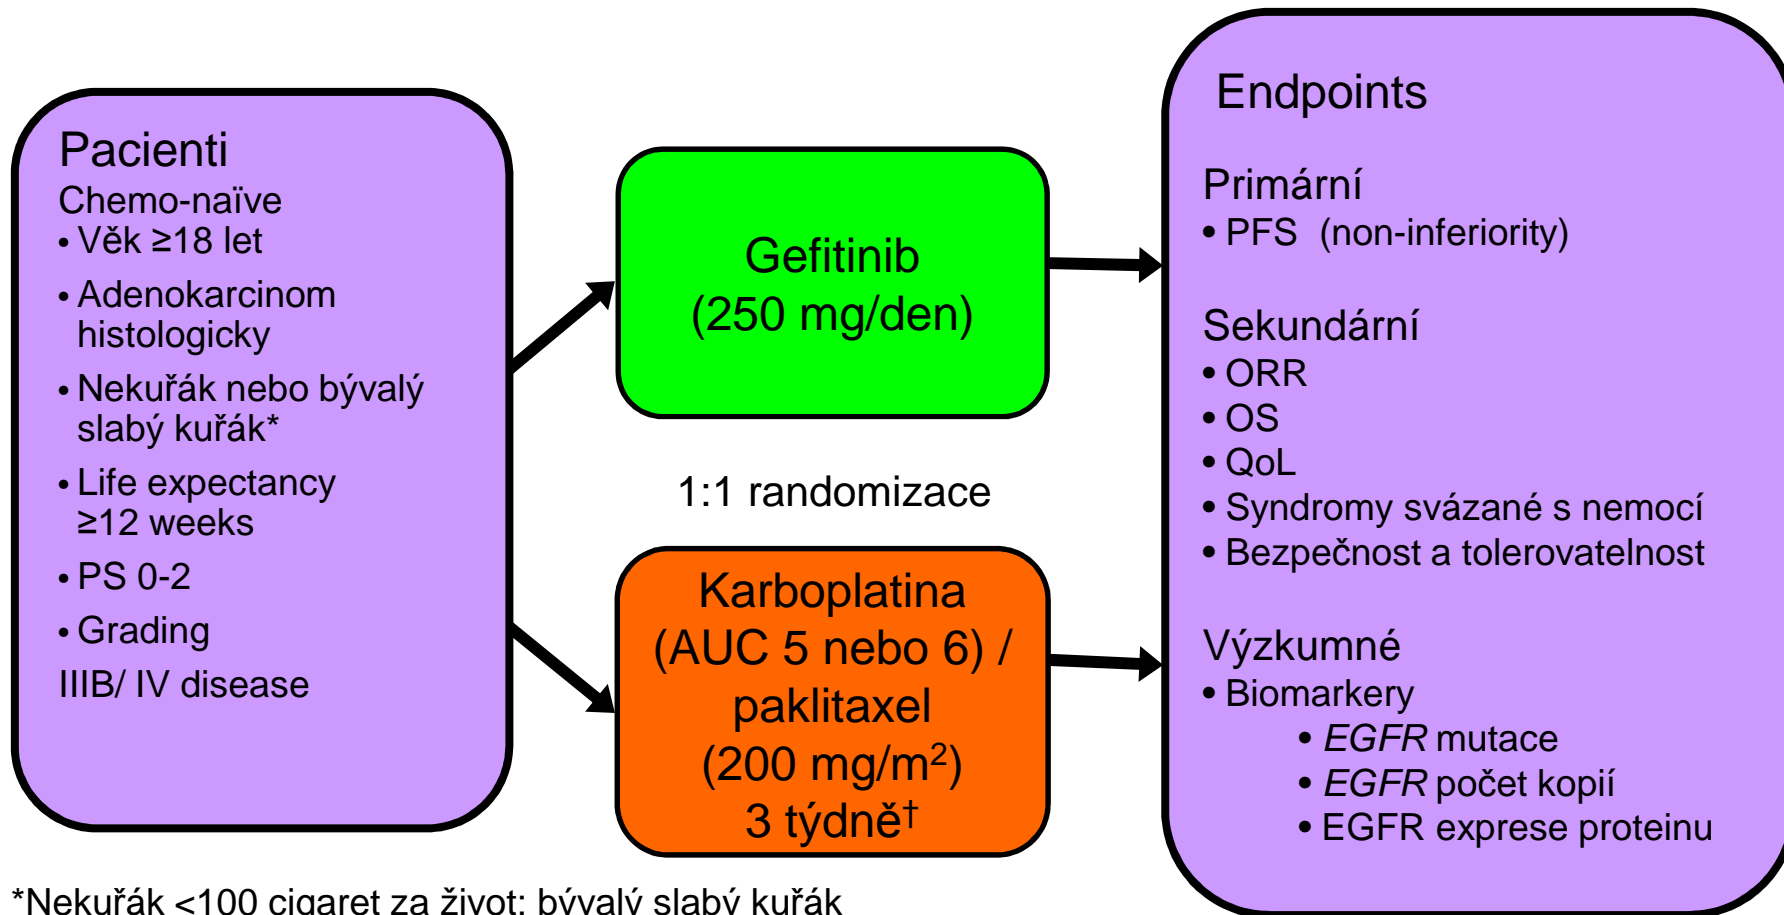 Pacienti
Chemo-naïve
• Věk ≥18 let
• Adenokarcinom
histologicky
• Nekuřák nebo bývalý
slabý kuřák*
• Life expectancy
≥12 weeks
• PS 0-2
• Grading
IIIB/ IV disease
Gefitinib
(250 mg/den)
1:1 randomizace
Karboplatina
(AUC 5 nebo 6) /
paklitaxel
(200 mg/m²)
3 týdně†
Endpoints
Primární
• PFS (non-inferiority)
Sekundární
• ORR
• OS
• QoL
• Syndromy svázané s nemocí
• Bezpečnost a tolerovatelnost
Výzkumné
• Biomarkery
• EGFR mutace
• EGFR počet kopií
• EGFR exprese proteinu
*Nekuřák <100 cigaret za život; bývalý slabý kuřák